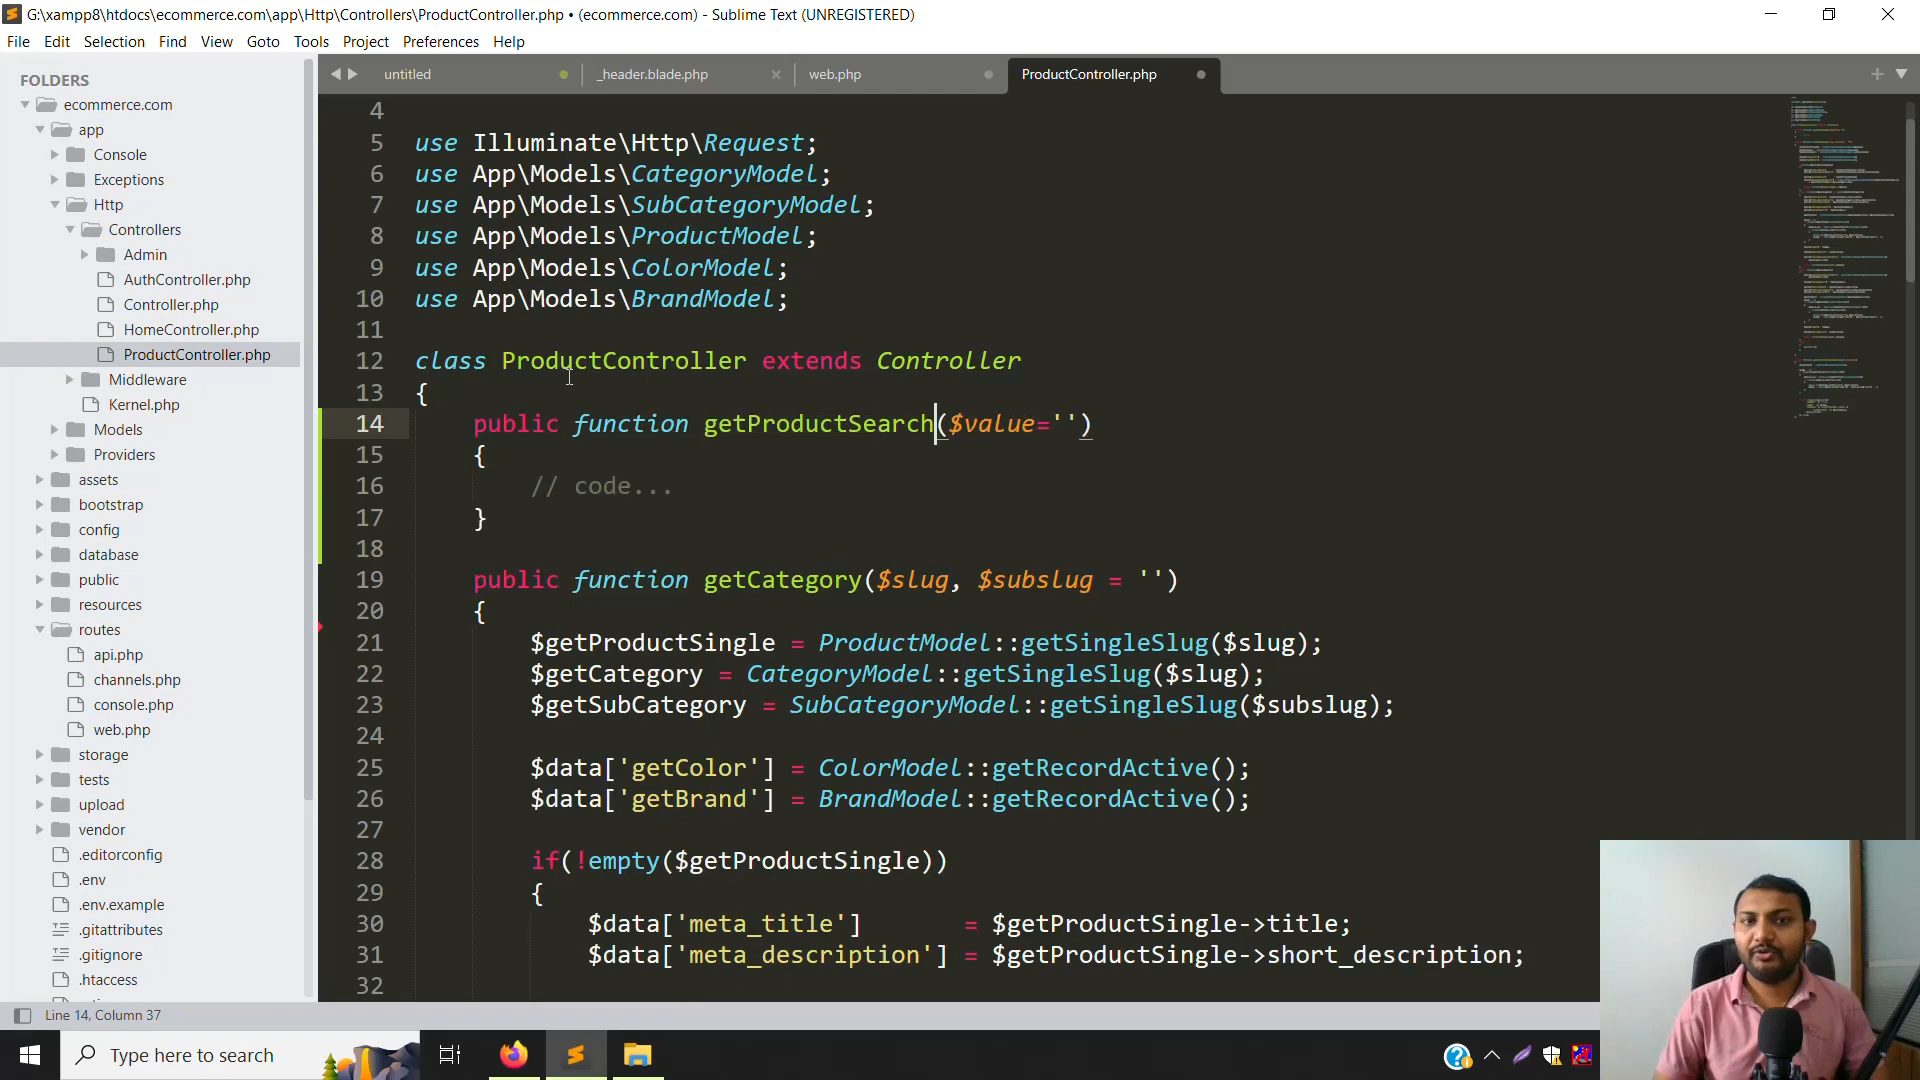 G:\xampp8\htdocs\ecommerce.com\app\Http\Controllers\ProductController.php • (ecommerce.com) - Sublime Text (UNREGISTERED)
File Edit Selection Find View Goto Tools Project Preferences Help
FOLDERS
ecommerce.com
app
Console
Exceptions
Http
Controllers
Admin
AuthController.php
Controller.php
HomeController.php
ProductController.php
Middleware
Kernel.php
Models
Providers
assets
bootstrap
config
database
public
resources
routes
api.php
channels.php
console.php
web.php
storage
tests
upload
vendor
.editorconfig
.env
.env.example
.gitattributes
.gitignore
.htaccess
untitled _header.blade.php web.php ProductController.php
4
5 use Illuminate\Http\Request;
6 use App\Models\CategoryModel;
7 use App\Models\SubCategoryModel;
8 use App\Models\ProductModel;
9 use App\Models\ColorModel;
10 use App\Models\BrandModel;
11
12 class ProductController extends Controller
13 {
14 public function getProductSearch($value='')
15 {
16 // code...
17 }
18
19 public function getCategory($slug, $subslug = '')
20 {
21 $getProductSingle = ProductModel::getSingleSlug($slug);
22 $getCategory = CategoryModel::getSingleSlug($slug);
23 $getSubCategory = SubCategoryModel::getSingleSlug($subslug);
24
25 $data['getColor'] = ColorModel::getRecordActive();
26 $data['getBrand'] = BrandModel::getRecordActive();
27
28 if(!empty($getProductSingle))
29 {
30 $data['meta_title'] = $getProductSingle->title;
31 $data['meta_description'] = $getProductSingle->short_description;
32
Line 14, Column 37
Type here to search